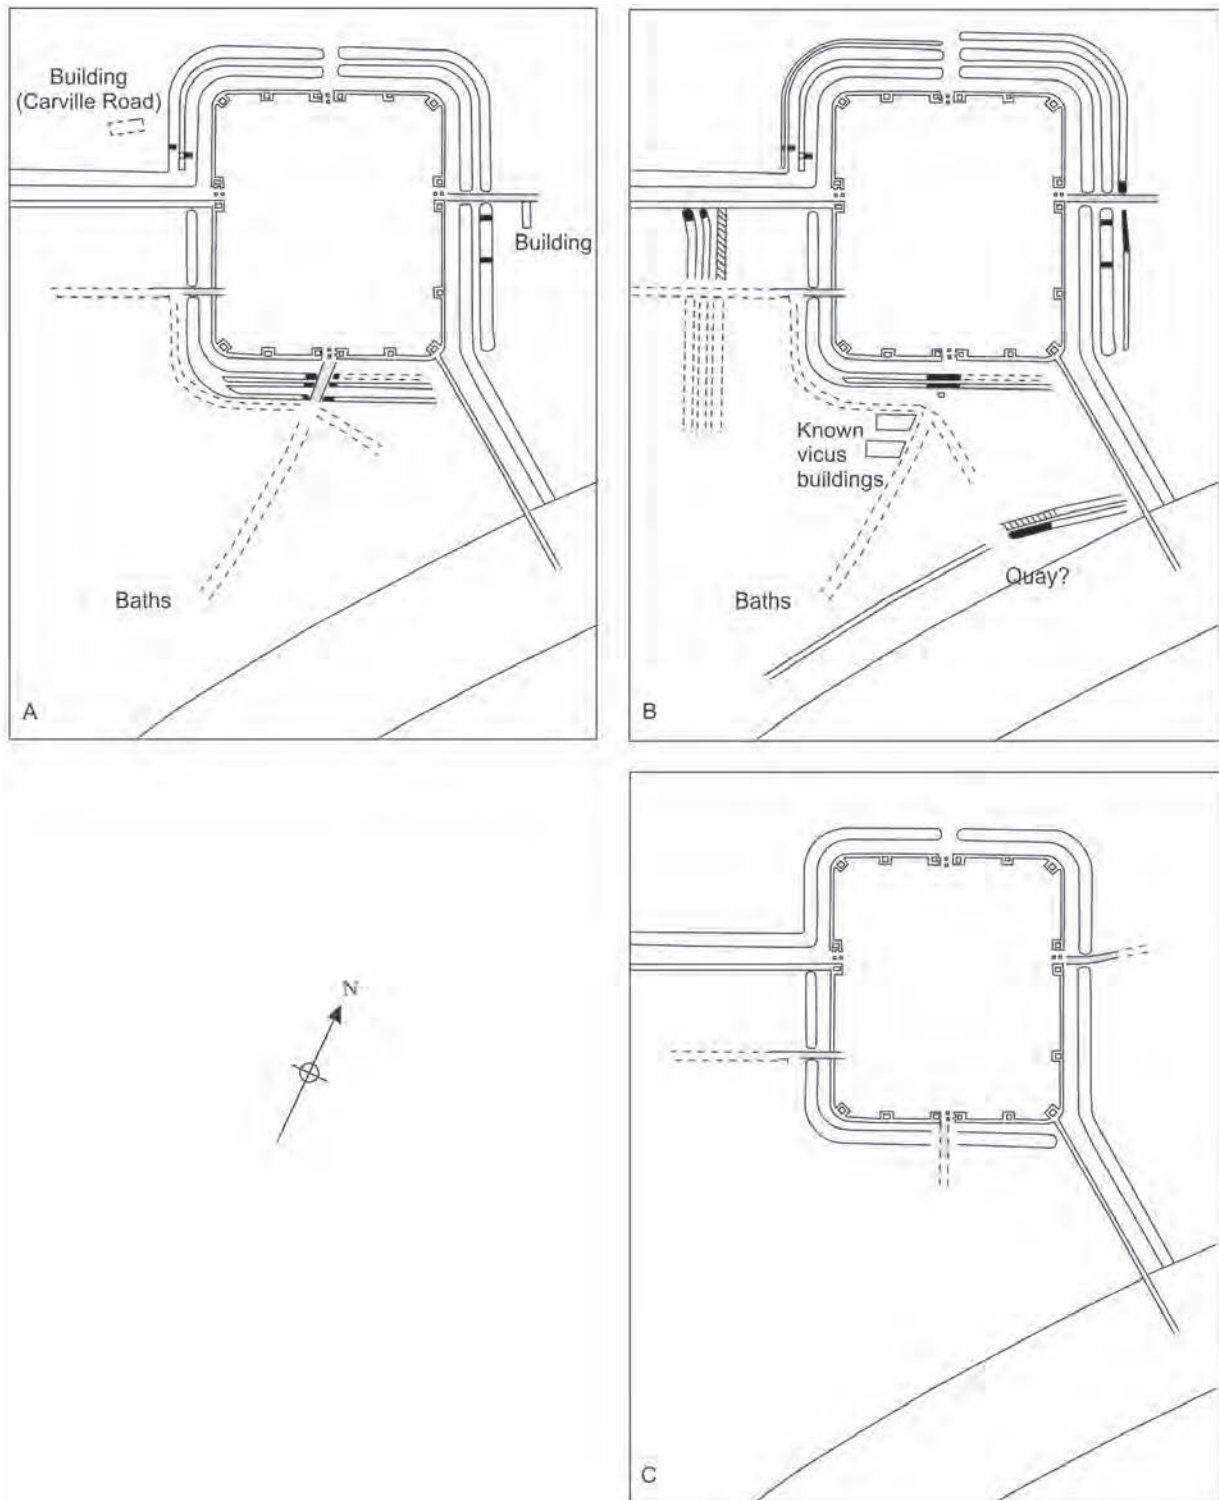 Building
(Carville Road)
Building
Baths
A
Known
vicus
buildings
Quay?
Baths
B
N
C